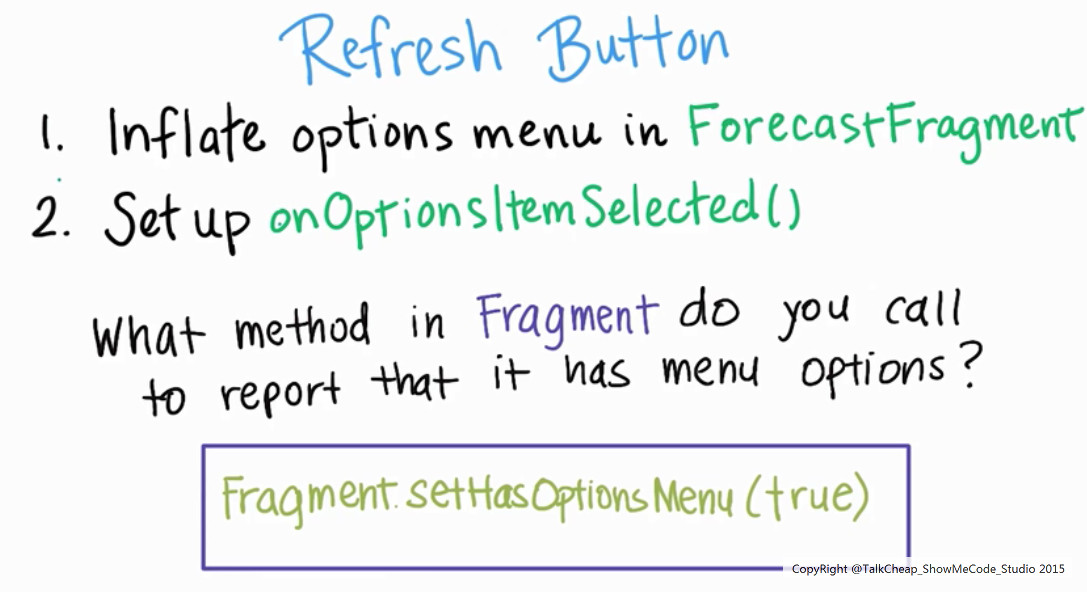 Refresh Button
1. Inflate options menu in ForecastFragment
2. Set up onOptionsItemSelected()
What method in Fragment do you call
to report that it has menu options?
Fragment.setHasOptionsMenu(true)
CopyRight @TalkCheap_ShowMeCode_Studio 2015